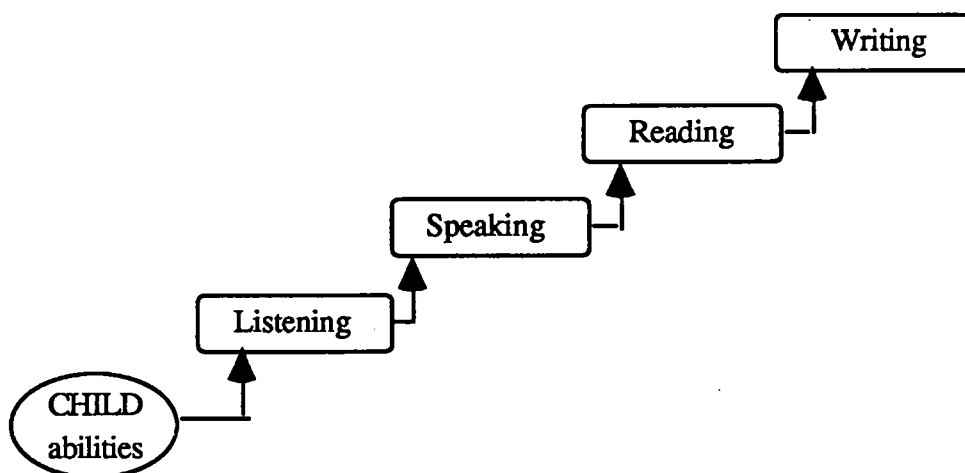 Writing
Reading
Speaking
Listening
CHILD
abilities